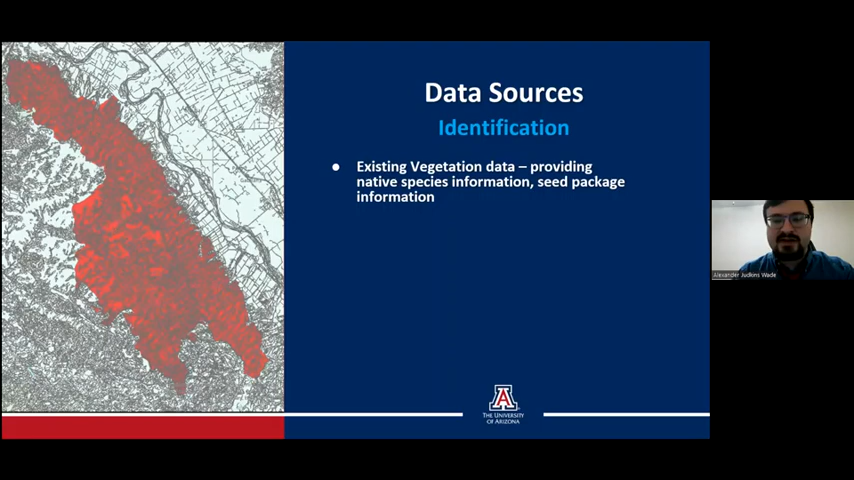 Data Sources
Identification
● Existing Vegetation data – providing
native species information, seed package
information
A
THE UNIVERSITY
OF ARIZONA
Alexander Judkins Wade